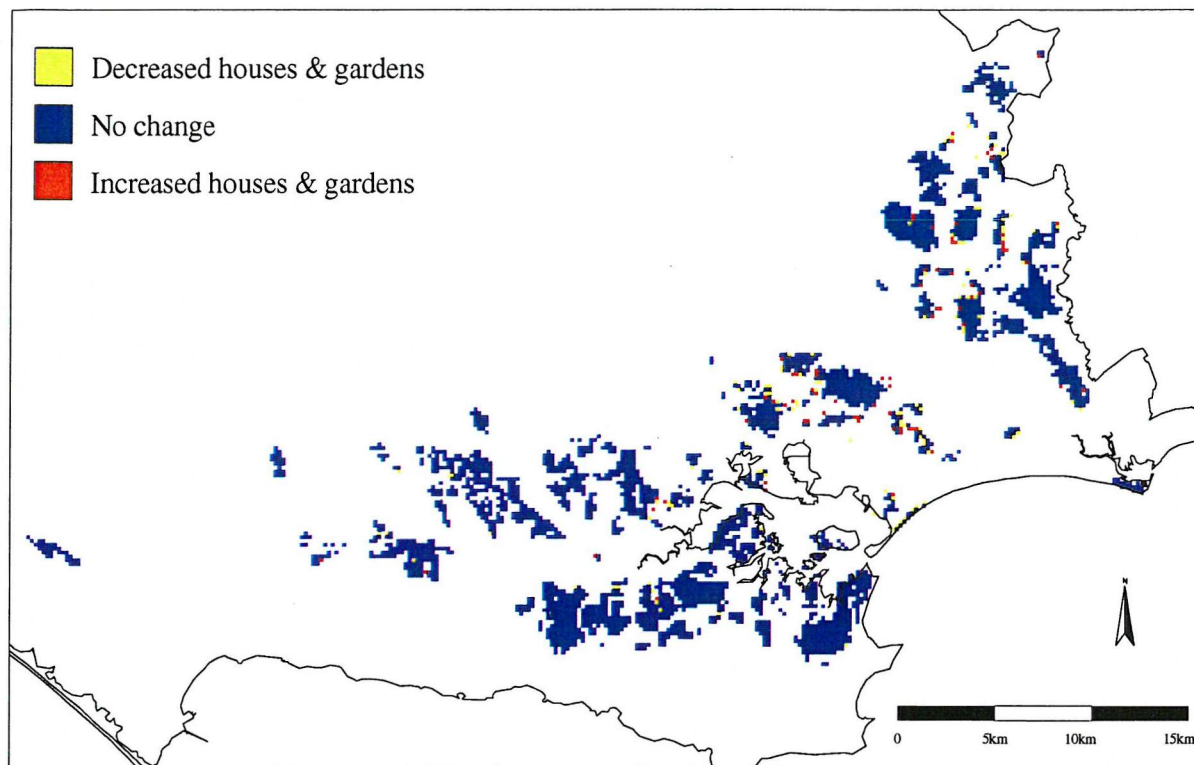 Decreased houses & gardens
No change
Increased houses & gardens
N
0 5km 10km 15km